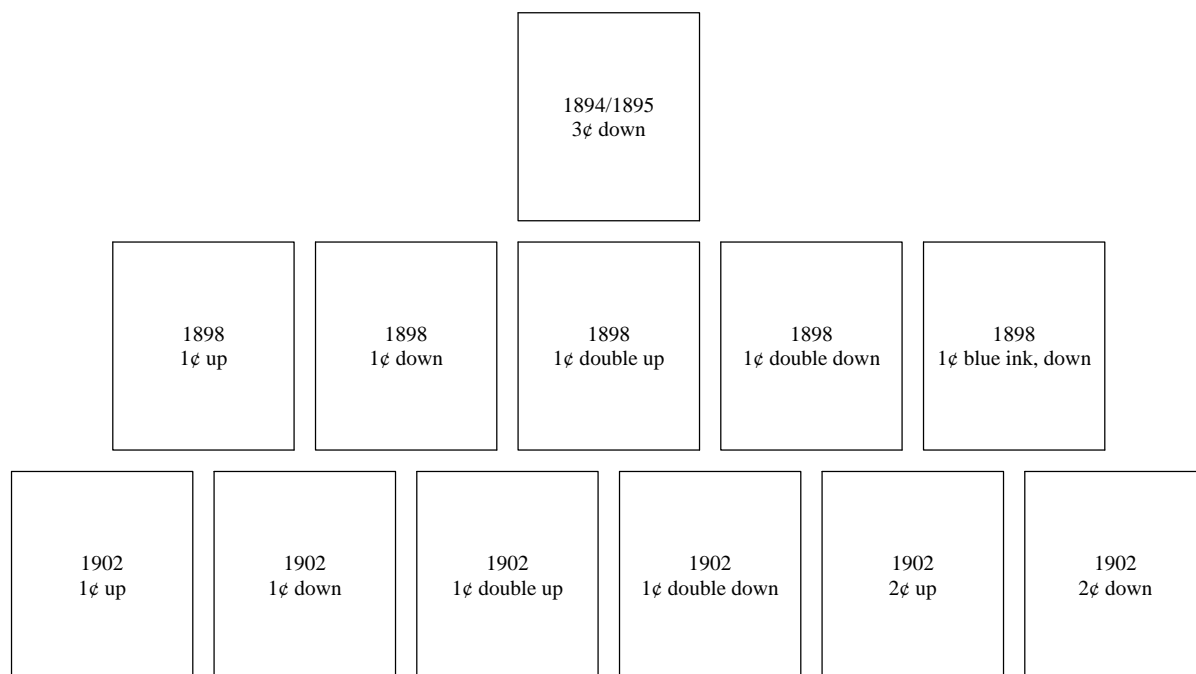 1894/1895
3¢ down
1898
1¢ up
1898
1¢ down
1898
1¢ double up
1898
1¢ double down
1898
1¢ blue ink, down
1902
1¢ up
1902
1¢ down
1902
1¢ double up
1902
1¢ double down
1902
2¢ up
1902
2¢ down